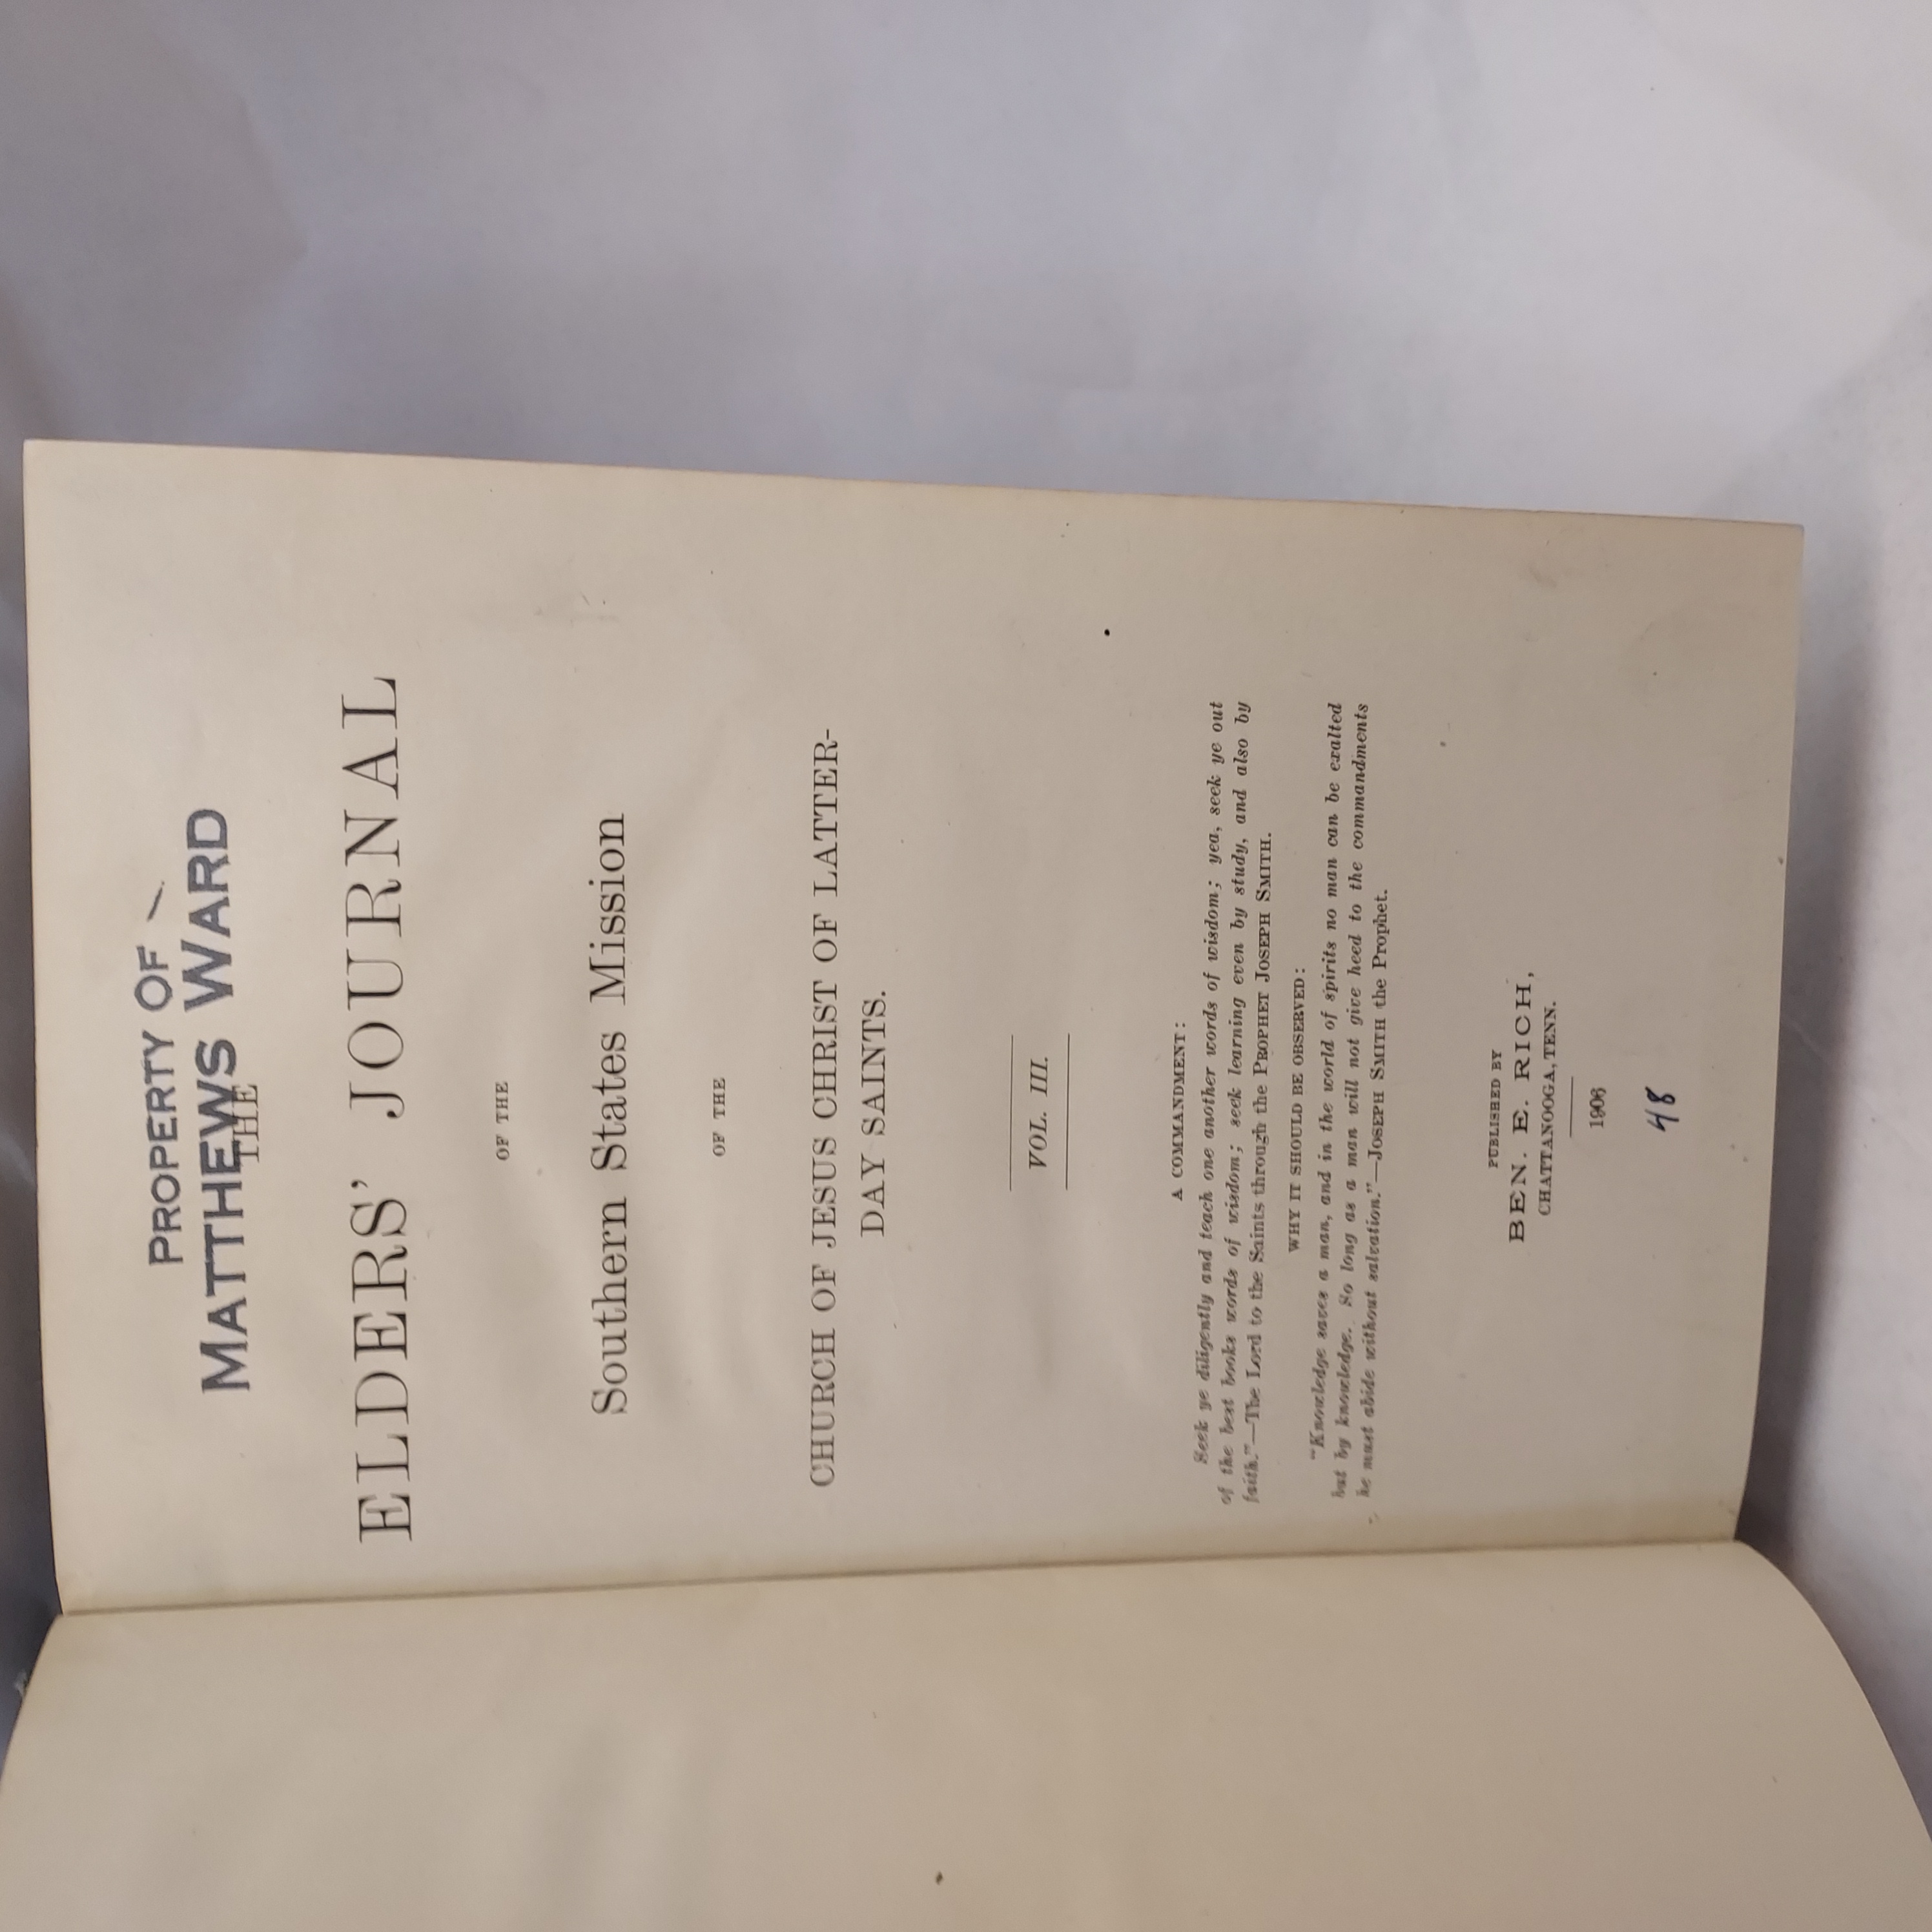 PROPERTY OF
MATTHEWS WARD
THE
ELDERS' JOURNAL
OF THE
Southern States Mission
OF THE
CHURCH OF JESUS CHRIST OF LATTER-
DAY SAINTS.
VOL. III.
A COMMANDMENT:
Seek ye diligently and teach one another words of wisdom; yea, seek ye out
of the best books words of wisdom; seek learning even by study, and also by
faith."—The Lord to the Saints through the PROPHET JOSEPH SMITH.
WHY IT SHOULD BE OBSERVED:
"Knowledge saves a man, and in the world of spirits no man can be exalted
but by knowledge. So long as a man will not give heed to the commandments
he must abide without salvation."—JOSEPH SMITH the Prophet.
PUBLISHED BY
BEN. E. RICH,
CHATTANOOGA, TENN.
1906
48